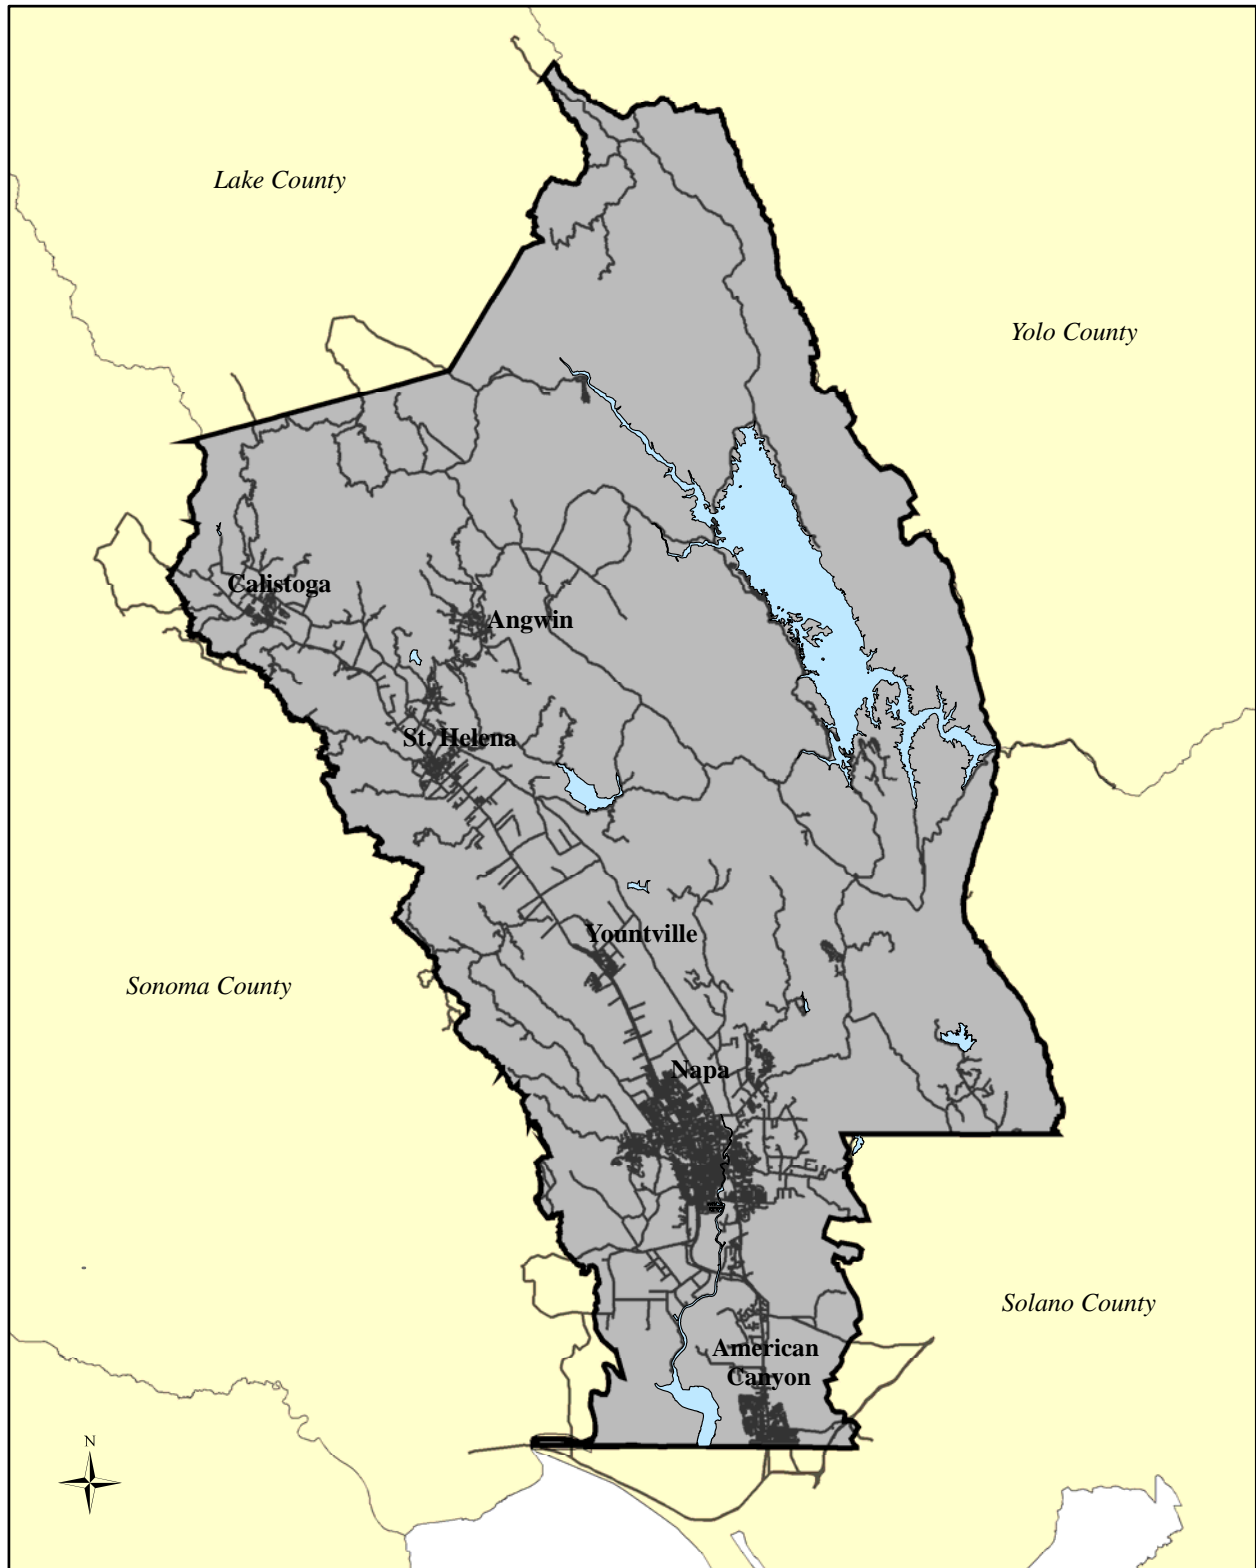 Lake County
Yolo County
Calistoga
Angwin
St. Helena
Yountville
Sonoma County
Napa
Solano County
American
Canyon
N